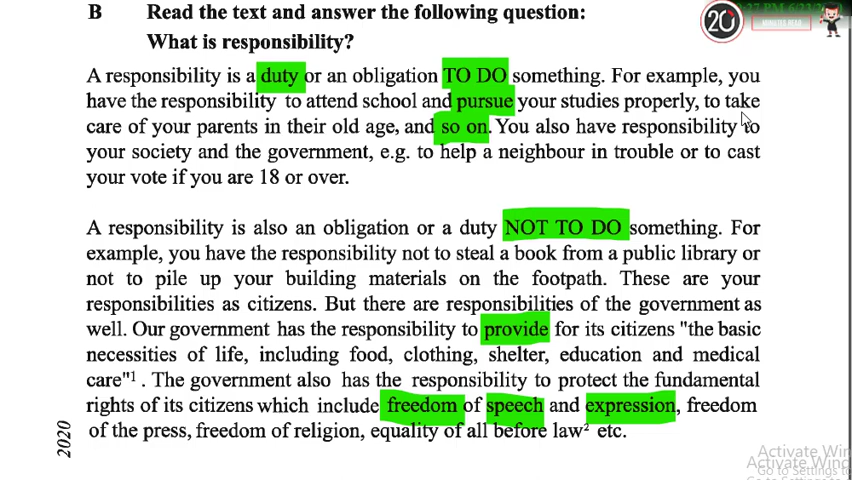 B Read the text and answer the following question:
What is responsibility?
A responsibility is a duty or an obligation TO DO something. For example, you
have the responsibility to attend school and pursue your studies properly, to take
care of your parents in their old age, and so on. You also have responsibility to
your society and the government, e.g. to help a neighbour in trouble or to cast
your vote if you are 18 or over.
A responsibility is also an obligation or a duty NOT TO DO something. For
example, you have the responsibility not to steal a book from a public library or
not to pile up your building materials on the footpath. These are your
responsibilities as citizens. But there are responsibilities of the government as
well. Our government has the responsibility to provide for its citizens "the basic
necessities of life, including food, clothing, shelter, education and medical
care"¹ . The government also has the responsibility to protect the fundamental
rights of its citizens which include freedom of speech and expression, freedom
of the press, freedom of religion, equality of all before law² etc.
2020
20
Activate Win
Activate Wind
Go to Settings to